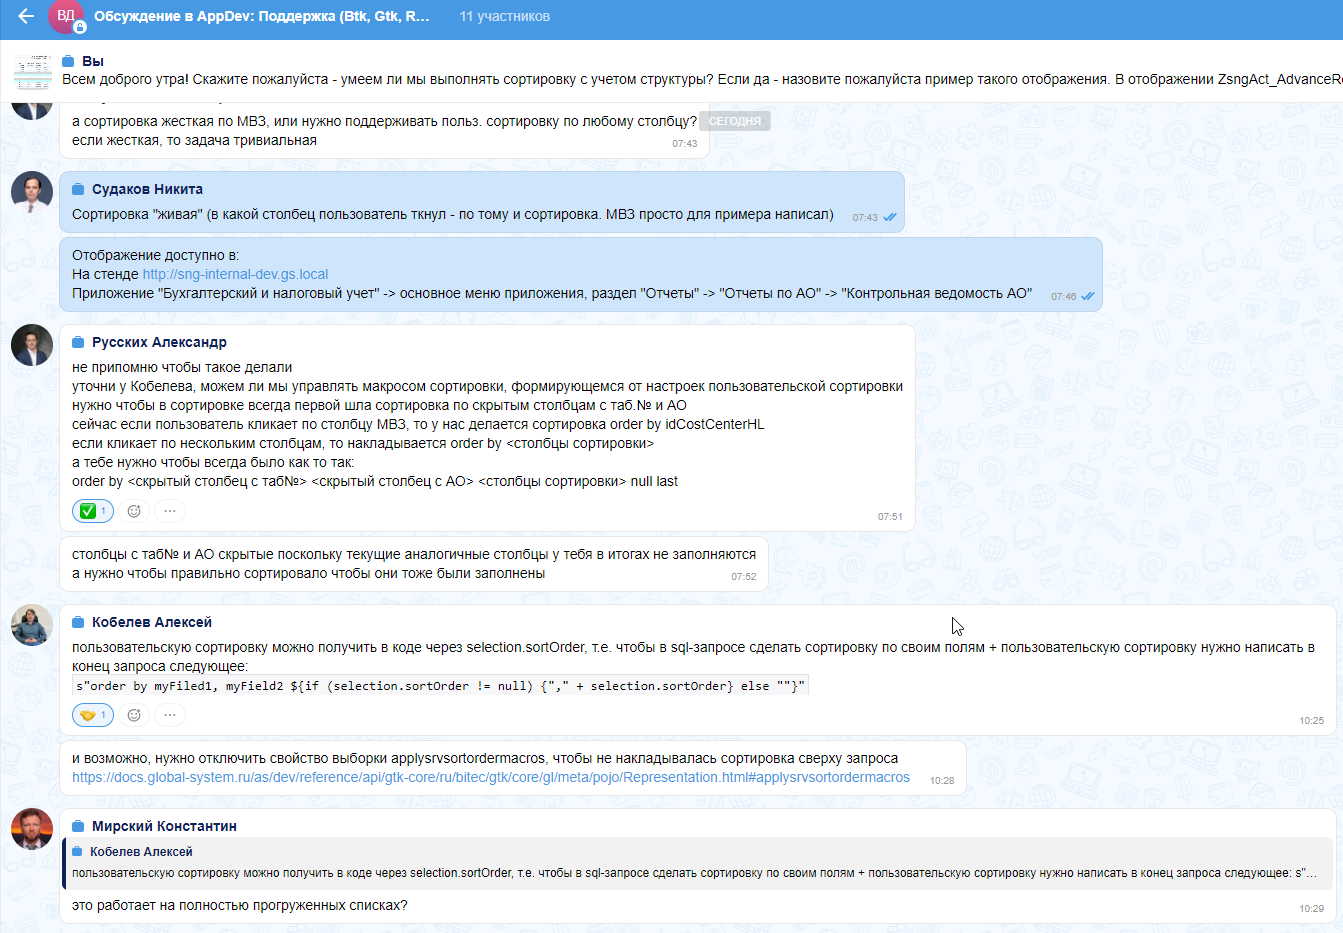 ВД
Обсуждение в AppDev: Поддержка (Btk, Gtk, R...
11 участников
Вы
Всем доброго утра! Скажите пожалуйста - умеем ли мы выполнять сортировку с учетом структуры? Если да - назовите пожалуйста пример такого отображения. В отображении ZsngAct_AdvanceRe
СЕГОДНЯ
а сортировка жесткая по МВЗ, или нужно поддерживать польз. сортировку по любому столбцу?
если жесткая, то задача тривиальная
07:43
Судаков Никита
Сортировка "живая" (в какой столбец пользователь ткнул - по тому и сортировка. МВЗ просто для примера написал)
07:43
Отображение доступно в:
На стенде http://sng-internal-dev.gs.local
Приложение "Бухгалтерский и налоговый учет" -> основное меню приложения, раздел "Отчеты" -> "Отчеты по АО" -> "Контрольная ведомость АО"
07:46
Русских Александр
не припомню чтобы такое делали
уточни у Кобелева, можем ли мы управлять макросом сортировки, формирующемся от настроек пользовательской сортировки
нужно чтобы в сортировке всегда первой шла сортировка по скрытым столбцам с таб.№ и АО
сейчас если пользователь кликает по столбцу МВЗ, то у нас делается сортировка order by idCostCenterHL
если кликает по нескольким столбцам, то накладывается order by <столбцы сортировки>
а тебе нужно чтобы всегда было как то так:
order by <скрытый столбец с таб№> <скрытый столбец с АО> <столбцы сортировки> null last
1
07:51
столбцы с таб№ и АО скрытые поскольку текущие аналогичные столбцы у тебя в итогах не заполняются
а нужно чтобы правильно сортировало чтобы они тоже были заполнены
07:52
Кобелев Алексей
пользовательскую сортировку можно получить в коде через selection.sortOrder, т.е. чтобы в sql-запросе сделать сортировку по своим полям + пользовательскую сортировку нужно написать в
конец запроса следующее:
s"order by myFiled1, myField2 ${if (selection.sortOrder != null) {"," + selection.sortOrder} else ""}"
1
10:25
и возможно, нужно отключить свойство выборки applysrvsortordermacros, чтобы не накладывалась сортировка сверху запроса
https://docs.global-system.ru/as/dev/reference/api/gtk-core/ru/bitec/gtk/core/gl/meta/pojo/Representation.html#applysrvsortordermacros
10:28
Мирский Константин
Кобелев Алексей
пользовательскую сортировку можно получить в коде через selection.sortOrder, т.е. чтобы в sql-запросе сделать сортировку по своим полям + пользовательскую сортировку нужно написать в конец запроса следующее: s"...
это работает на полностью прогруженных списках?
10:29